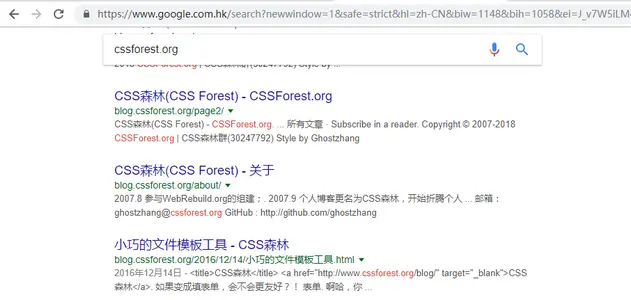 https://www.google.com.hk/search?newwindow=1&safe=strict&hl=zh-CN&biw=1148&bih=1058&ei=J_v7W5iLM
cssforest.org
CSSForest.org | CSS森林群(30247792) Style by ...
CSS森林(CSS Forest) - CSSForest.org
blog.cssforest.org/page2/
CSS森林(CSS Forest) - CSSForest.org. ... 所有文章 · Subscribe in a reader. Copyright © 2007-2018
CSSForest.org | CSS森林群(30247792) Style by Ghostzhang
CSS森林(CSS Forest) - 关于
blog.cssforest.org/about/
2007.8 参与WebRebuild.org的组建； . 2007.9 个人博客更名为CSS森林，开始折腾个人 ... 邮箱：
ghostzhang@cssforest.org GitHub : http://github.com/ghostzhang
小巧的文件模板工具 - CSS森林
blog.cssforest.org/2016/12/14/小巧的文件模板工具.html
2016年12月14日 - <title>CSS森林</title> <a href="http://www.cssforest.org/blog/" target="_blank">CSS
森林</a>. 如果变成填表单，会不会更友好？！ 表单. 啊哈，你 ...